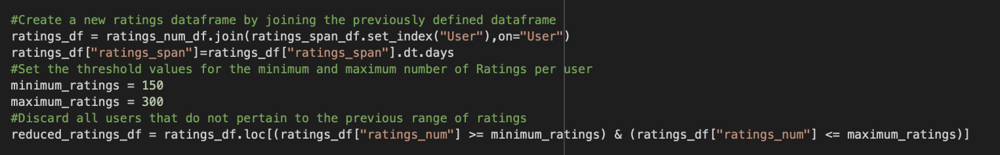 #Create a new ratings dataframe by joining the previously defined dataframe
ratings_df = ratings_num_df.join(ratings_span_df.set_index("User"),on="User")
ratings_df["ratings_span"]=ratings_df["ratings_span"].dt.days
#Set the threshold values for the minimum and maximum number of Ratings per user
minimum_ratings = 150
maximum_ratings = 300
#Discard all users that do not pertain to the previous range of ratings
reduced_ratings_df = ratings_df.loc[(ratings_df["ratings_num"] >= minimum_ratings) & (ratings_df["ratings_num"] <= maximum_ratings)]